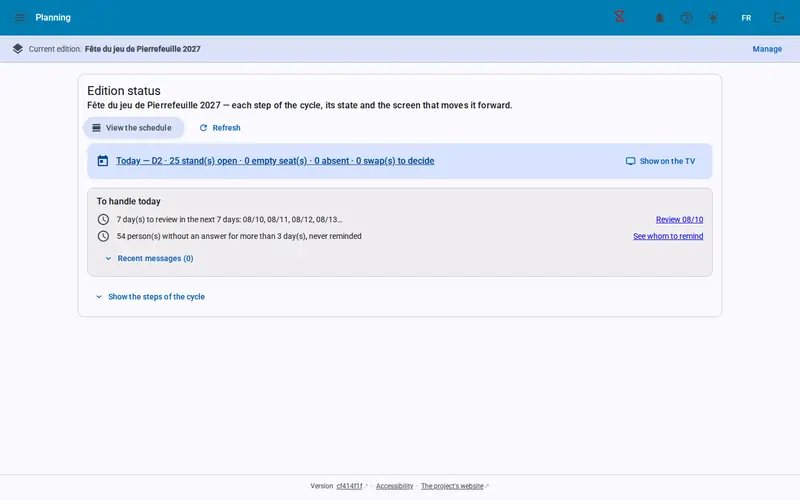 Planning
FR
Current edition: Fête du jeu de Pierrefeuille 2027
Manage
Edition status
Fête du jeu de Pierrefeuille 2027 — each step of the cycle, its state and the screen that moves it forward.
View the schedule
Refresh
Today — D2 · 25 stand(s) open · 0 empty seat(s) · 0 absent · 0 swap(s) to decide
Show on the TV
To handle today
7 day(s) to review in the next 7 days: 08/10, 08/11, 08/12, 08/13…
Review 08/10
54 person(s) without an answer for more than 3 day(s), never reminded
See whom to remind
Recent messages (0)
Show the steps of the cycle
Version cf414f1f ↗ · Accessibility · The project's website ↗